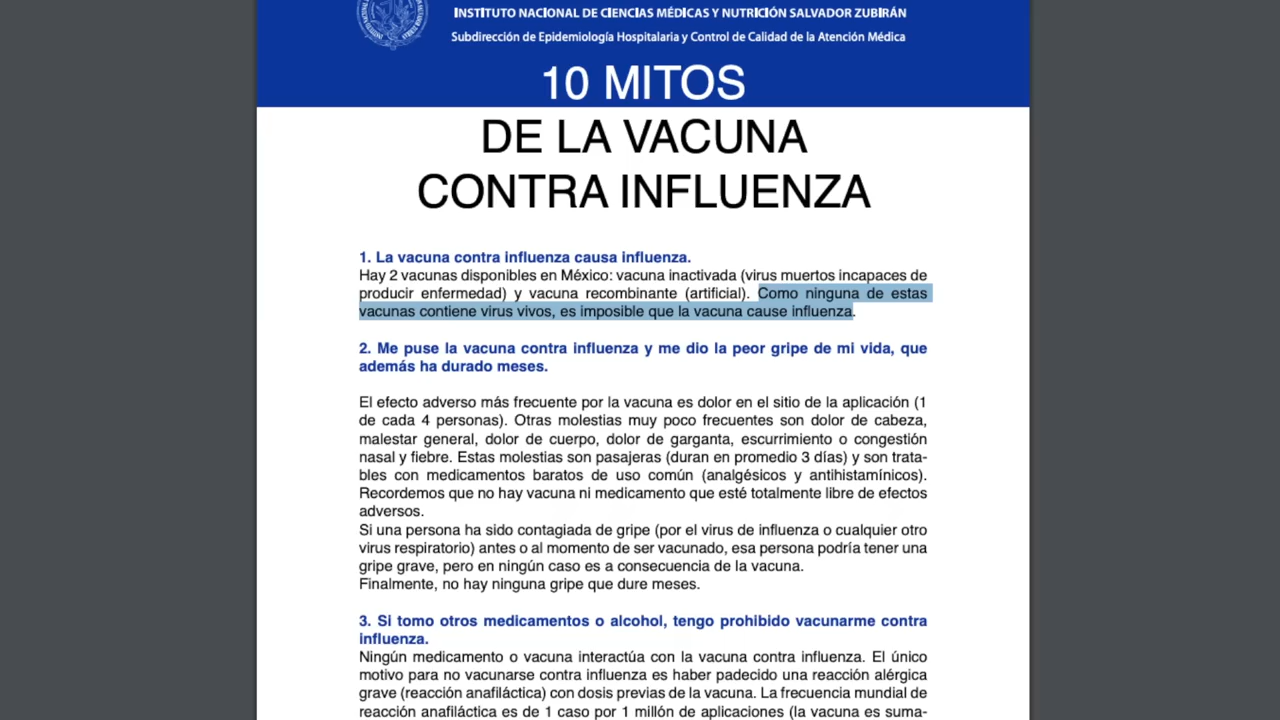 INSTITUTO NACIONAL DE CIENCIAS MÉDICAS Y NUTRICIÓN SALVADOR ZUBIRÁN
Subdirección de Epidemiología Hospitalaria y Control de Calidad de la Atención Médica
10 MITOS
DE LA VACUNA
CONTRA INFLUENZA
1. La vacuna contra influenza causa influenza.
Hay 2 vacunas disponibles en México: vacuna inactivada (virus muertos incapaces de
producir enfermedad) y vacuna recombinante (artificial). Como ninguna de estas
vacunas contiene virus vivos, es imposible que la vacuna cause influenza.
2. Me puse la vacuna contra influenza y me dio la peor gripe de mi vida, que
además ha durado meses.
El efecto adverso más frecuente por la vacuna es dolor en el sitio de la aplicación (1
de cada 4 personas). Otras molestias muy poco frecuentes son dolor de cabeza,
malestar general, dolor de cuerpo, dolor de garganta, escurrimiento o congestión
nasal y fiebre. Estas molestias son pasajeras (duran en promedio 3 días) y son trata-
bles con medicamentos baratos de uso común (analgésicos y antihistamínicos).
Recordemos que no hay vacuna ni medicamento que esté totalmente libre de efectos
adversos.
Si una persona ha sido contagiada de gripe (por el virus de influenza o cualquier otro
virus respiratorio) antes o al momento de ser vacunado, esa persona podría tener una
gripe grave, pero en ningún caso es a consecuencia de la vacuna.
Finalmente, no hay ninguna gripe que dure meses.
3. Si tomo otros medicamentos o alcohol, tengo prohibido vacunarme contra
influenza.
Ningún medicamento o vacuna interactúa con la vacuna contra influenza. El único
motivo para no vacunarse contra influenza es haber padecido una reacción alérgica
grave (reacción anafiláctica) con dosis previas de la vacuna. La frecuencia mundial de
reacción anafiláctica es de 1 caso por 1 millón de aplicaciones (la vacuna es suma-